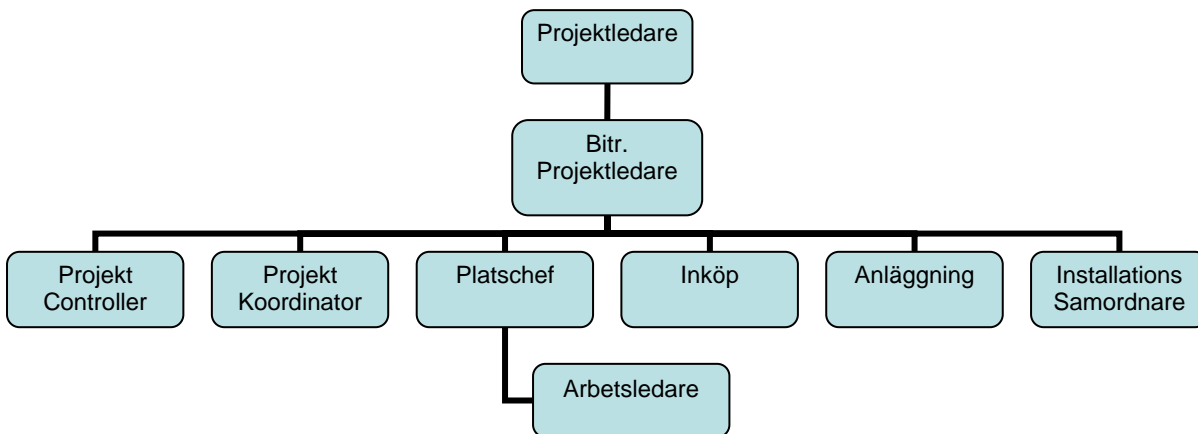 Projektledare
Bitr.
Projektledare
Projekt
Controller
Projekt
Koordinator
Platschef
Inköp
Anläggning
Installations
Samordnare
Arbetsledare